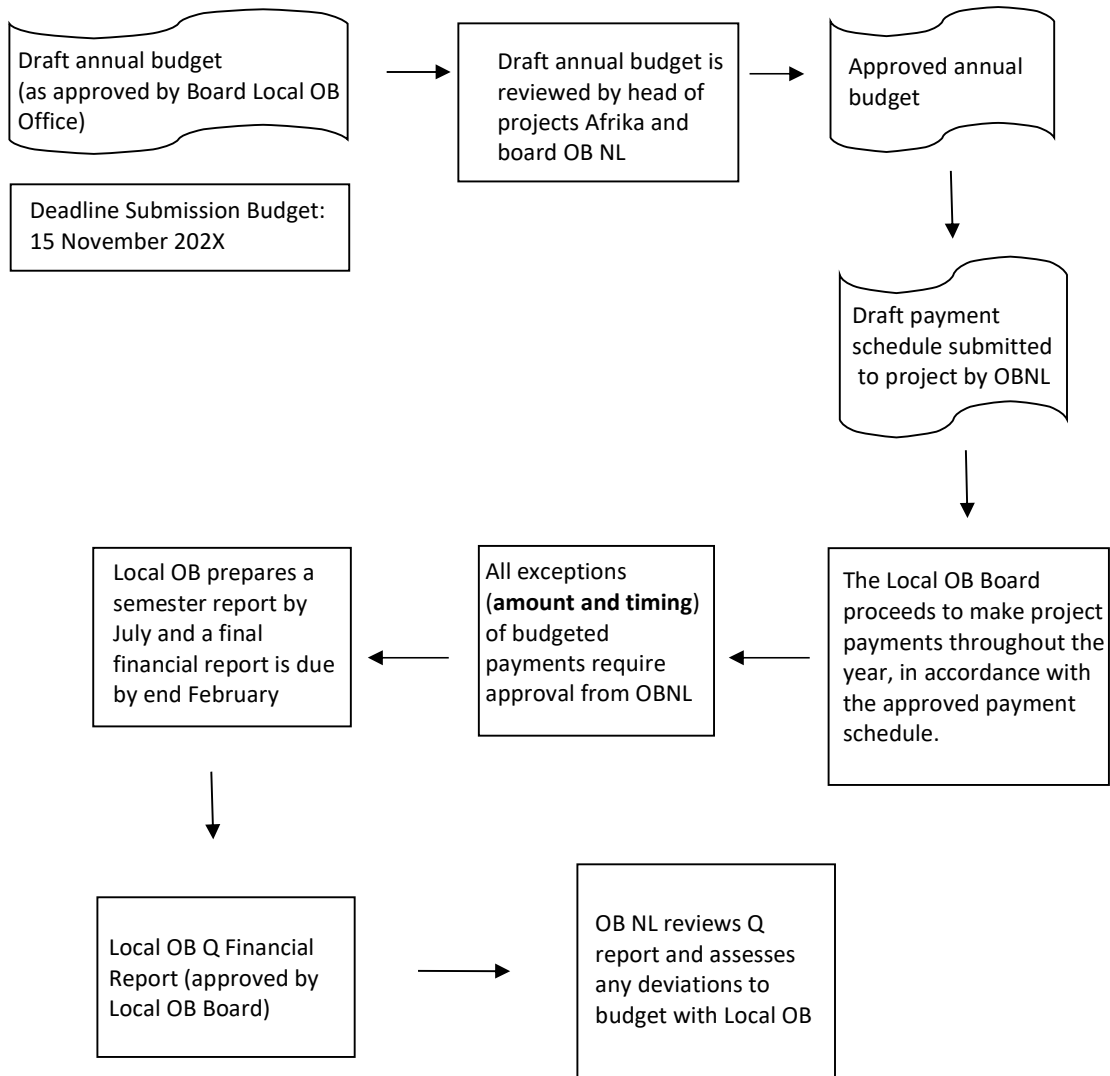 Draft annual budget
(as approved by Board Local OB
Office)
Draft annual budget is
reviewed by head of
projects Afrika and
board OB NL
Approved annual
budget
Deadline Submission Budget:
15 November 202X
Draft payment
schedule submitted
to project by OBNL
Local OB prepares a
semester report by
July and a final
financial report is due
by end February
All exceptions
(amount and timing)
of budgeted
payments require
approval from OBNL
The Local OB Board
proceeds to make project
payments throughout the
year, in accordance with
the approved payment
schedule.
Local OB Q Financial
Report (approved by
Local OB Board)
OB NL reviews Q
report and assesses
any deviations to
budget with Local OB